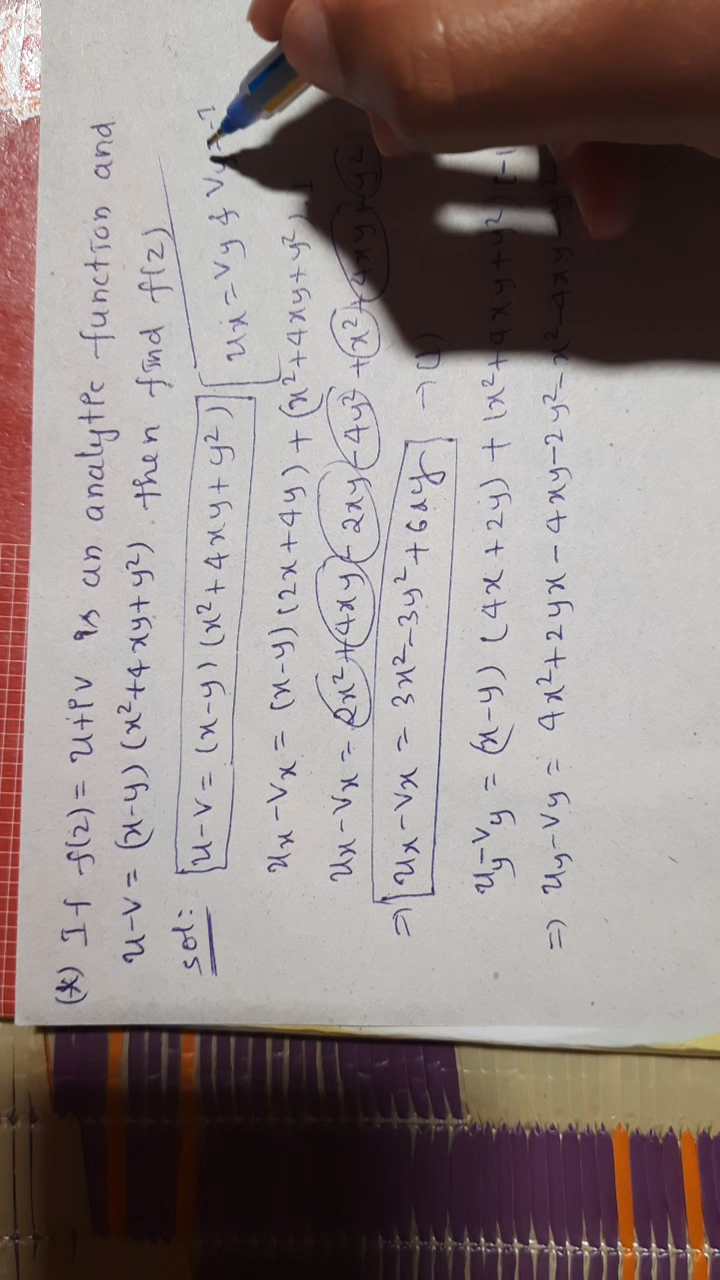 (*) If f(z) = u+iv is an analytic function and
u-v = (x-y) (x²+4xy+y²) then find f(z)
Sol: u-v = (x-y) (x²+4xy+y²) ux = vy & vy
ux-vx = (x-y) (2x+4y) + (x²+4xy+y²) . 1
ux-vx = 2x²+4xy-2xy-4y²+x²+4xy+y²
⇒ ux-vx = 3x²-3y²+6xy →(1)
uy-vy = (x-y) (4x+2y) + (x²+4xy+y²) (-1
⇒ uy-vy = 4x²+2yx-4xy-2y²-x²-4xy-y²